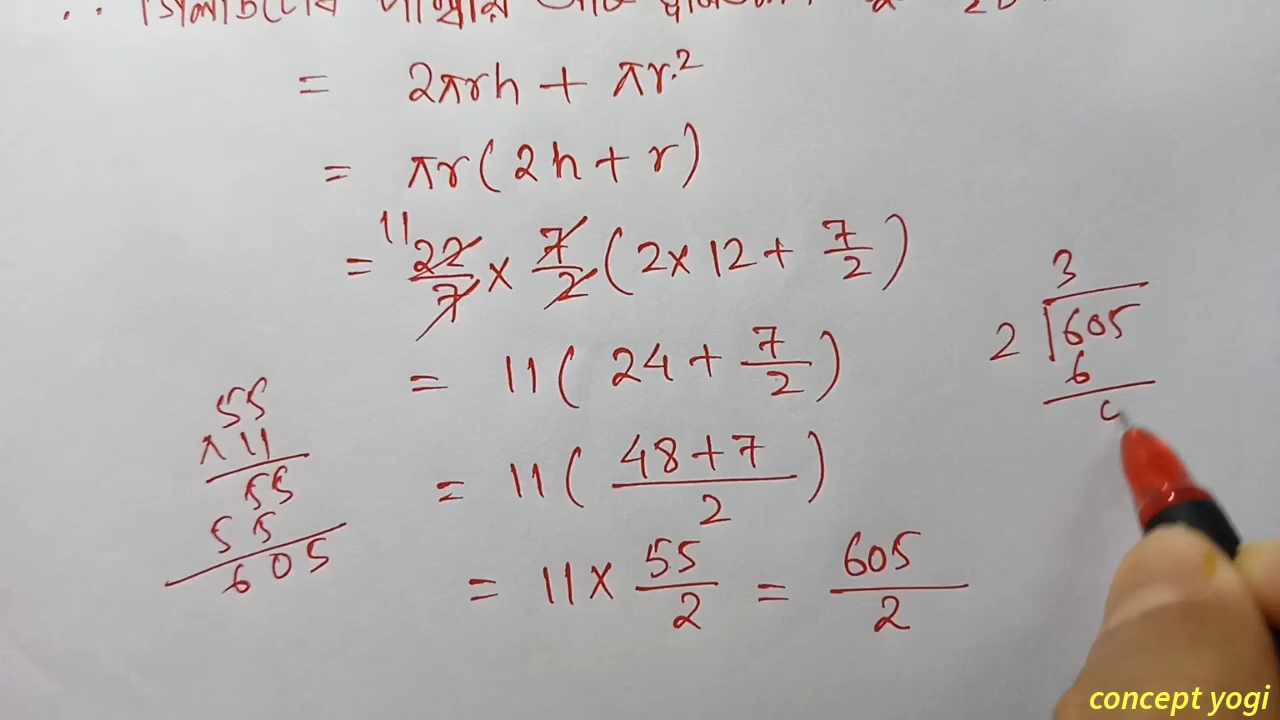 = 2πrh + πr²
= πr(2h + r)
= 11 22/7 × 7/2 (2×12 + 7/2)
= 11( 24 + 7/2 )
= 11( 48+7/2 )
= 11 × 55/2 = 605/2
55
× 11
55
55
605
3
2 605
6
concept yogi